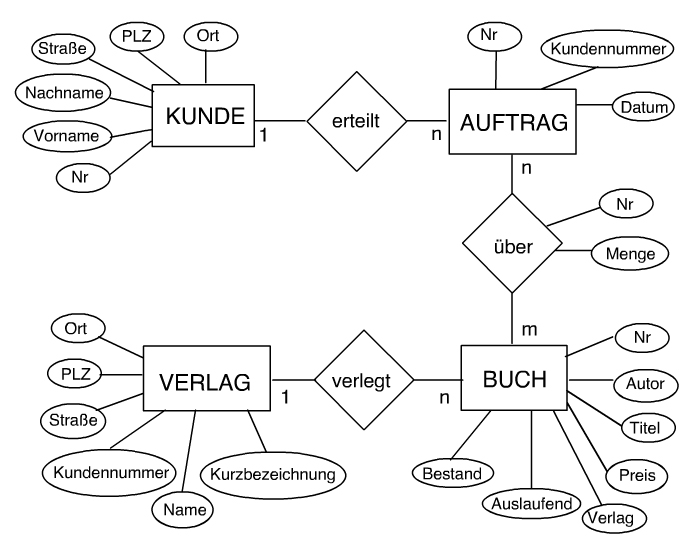 Straße
PLZ
Ort
Nachname
Vorname
Nr
KUNDE
1
erteilt
n
AUFTRAG
Nr
Kundennummer
Datum
n
über
Nr
Menge
m
Ort
PLZ
Straße
VERLAG
1
verlegt
n
BUCH
Nr
Autor
Titel
Preis
Verlag
Auslaufend
Bestand
Kundennummer
Name
Kurzbezeichnung